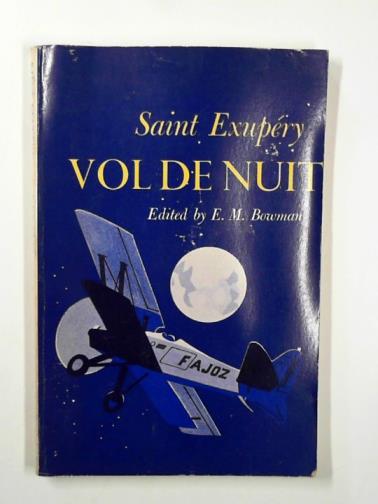 Saint Exupéry
VOL DE NUIT
Edited by E. M. Bowman
F AJOZ